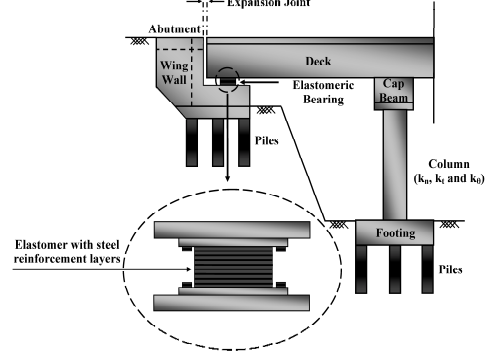 Expansion Joint
Abutment
Wing
Wall
Deck
Elastomeric
Bearing
Cap
Beam
Piles
Column
(kn, kt and kθ)
Footing
Elastomer with steel
reinforcement layers
Piles